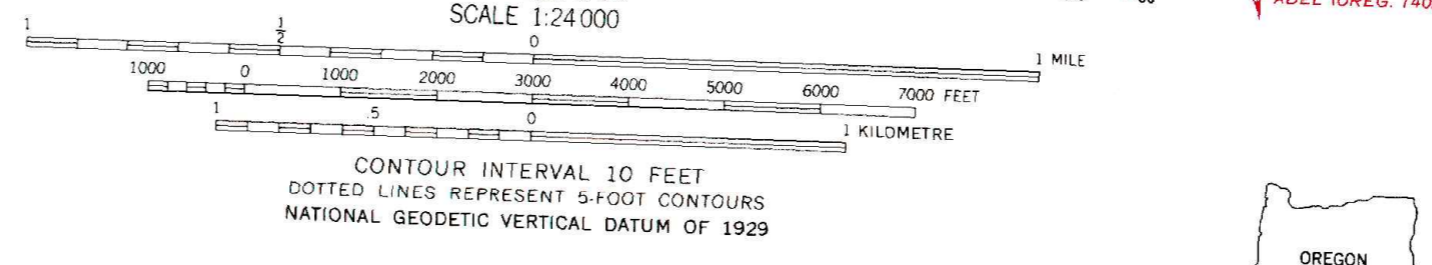 SCALE 1:24 000
1 ½ 0 1 MILE
1000 0 1000 2000 3000 4000 5000 6000 7000 FEET
1 .5 0 1 KILOMETRE
CONTOUR INTERVAL 10 FEET
DOTTED LINES REPRESENT 5-FOOT CONTOURS
NATIONAL GEODETIC VERTICAL DATUM OF 1929
OREGON